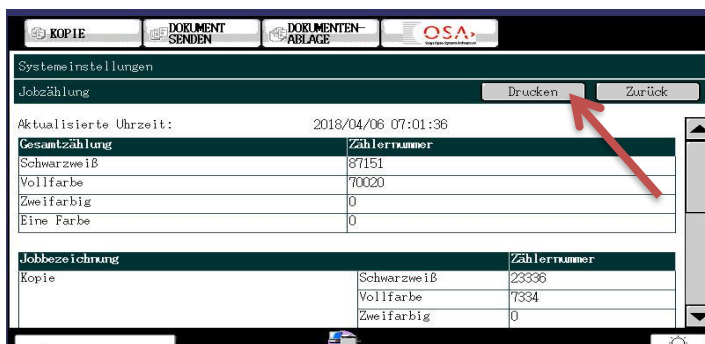 KOPIE
DOKUMENT
SENDEN
DOKUMENTEN-
ABLAGE
OSA
Systemeinstellungen
Jobzählung
Drucken
Zurück
Aktualisierte Uhrzeit: 2018/04/06 07:01:36
Gesamtzählung Zählernummer
Schwarzweiß 87151
Vollfarbe 70020
Zweifarbig 0
Eine Farbe 0
Jobbezeichnung Zählernummer
Kopie Schwarzweiß 23336
Vollfarbe 7334
Zweifarbig 0